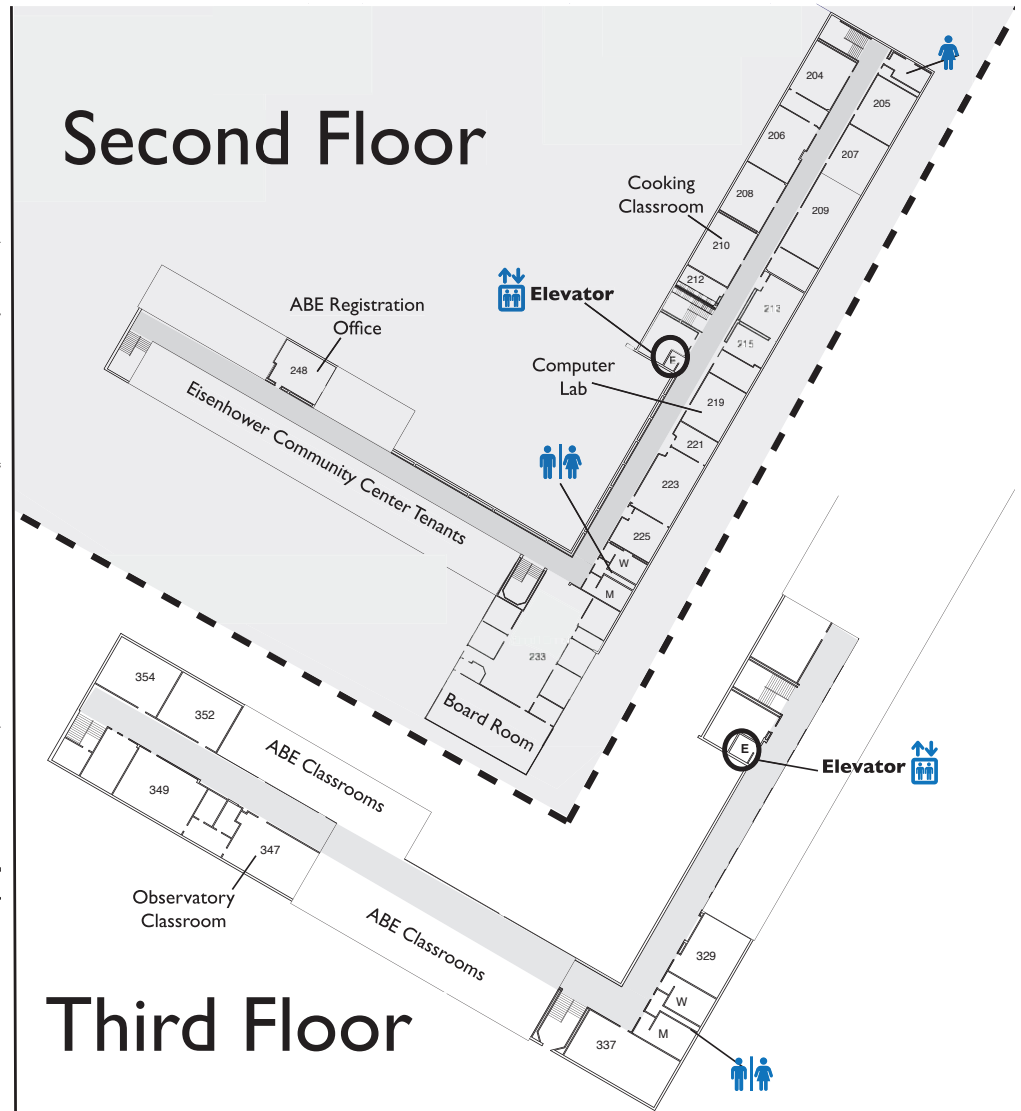 Second Floor
204
205
206
207
Cooking
Classroom
208
209
210
212
Elevator
213
ABE Registration
Office
E
215
Computer
Lab
248
219
Eisenhower Community Center Tenants
221
223
225
W
M
233
Board Room
354
352
ABE Classrooms
E
Elevator
349
347
Observatory
Classroom
ABE Classrooms
329
W
M
337
Third Floor